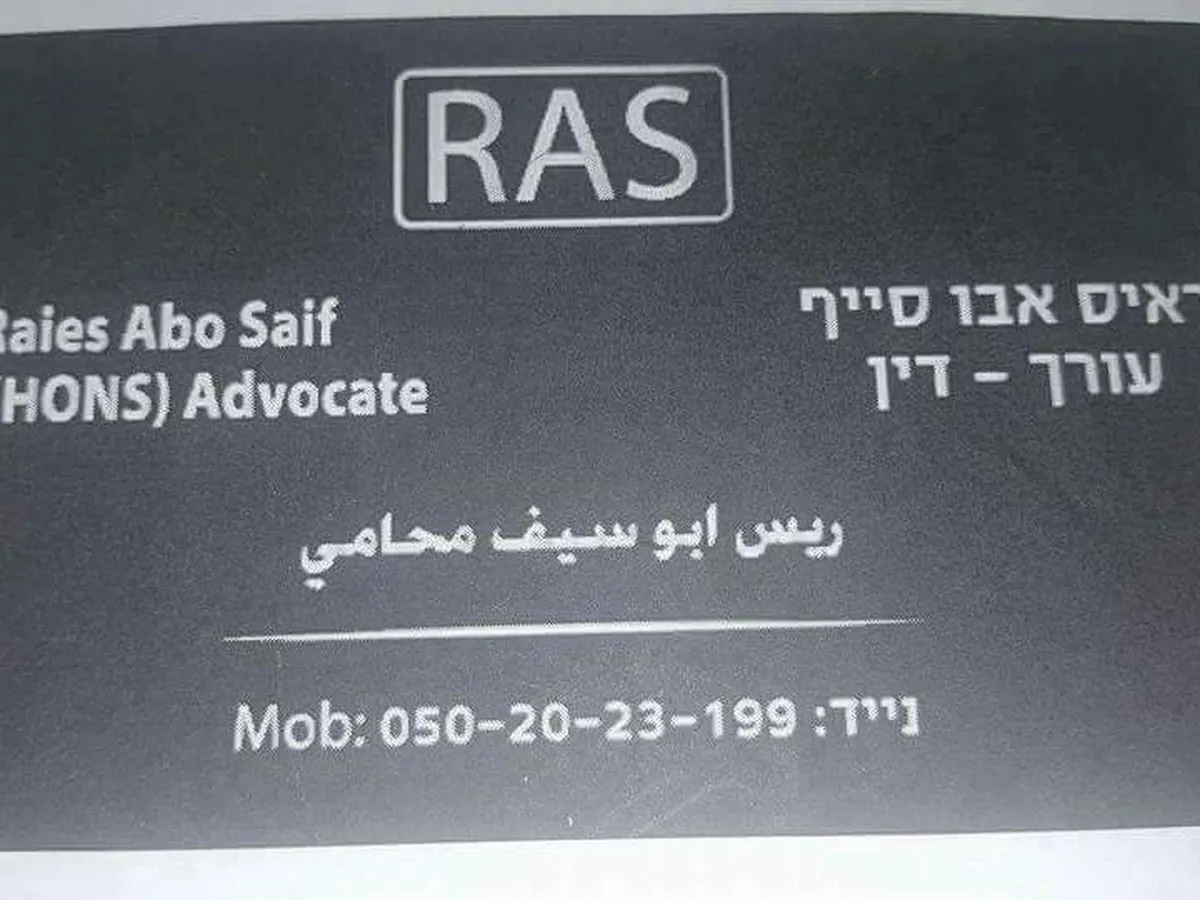 RAS
Raies Abo Saif
(HONS) Advocate
ראיס אבו סייף
עורך - דין
ريس ابو سيف محامي
Mob: 050-20-23-199 :נייד